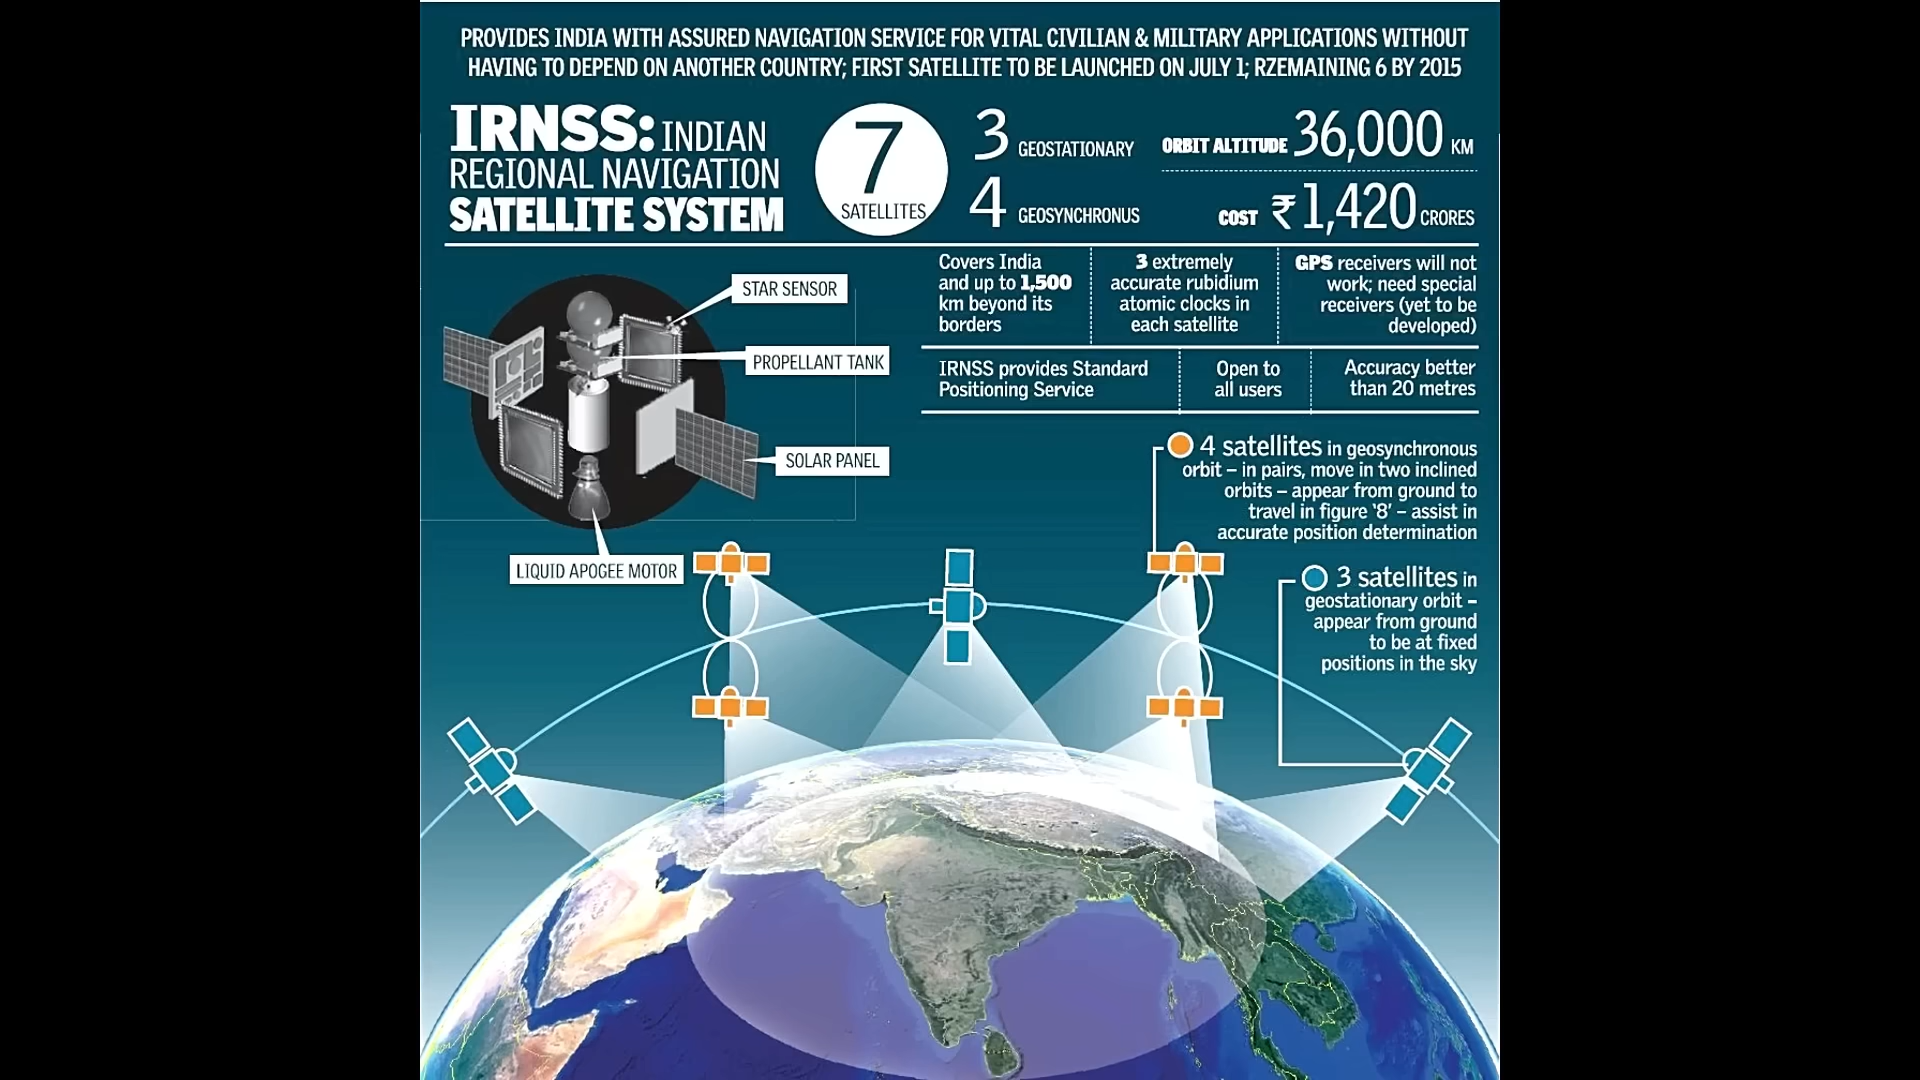 PROVIDES INDIA WITH ASSURED NAVIGATION SERVICE FOR VITAL CIVILIAN & MILITARY APPLICATIONS WITHOUT
HAVING TO DEPEND ON ANOTHER COUNTRY; FIRST SATELLITE TO BE LAUNCHED ON JULY 1; RZEMAINING 6 BY 2015
IRNSS: INDIAN
REGIONAL NAVIGATION
SATELLITE SYSTEM
7
SATELLITES
3 GEOSTATIONARY
4 GEOSYNCHRONUS
ORBIT ALTITUDE 36,000 KM
COST ₹1,420 CRORES
Covers India
and up to 1,500
km beyond its
borders
3 extremely
accurate rubidium
atomic clocks in
each satellite
GPS receivers will not
work; need special
receivers (yet to be
developed)
IRNSS provides Standard
Positioning Service
Open to
all users
Accuracy better
than 20 metres
STAR SENSOR
PROPELLANT TANK
SOLAR PANEL
LIQUID APOGEE MOTOR
4 satellites in geosynchronous
orbit – in pairs, move in two inclined
orbits – appear from ground to
travel in figure '8' – assist in
accurate position determination
3 satellites in
geostationary orbit –
appear from ground
to be at fixed
positions in the sky